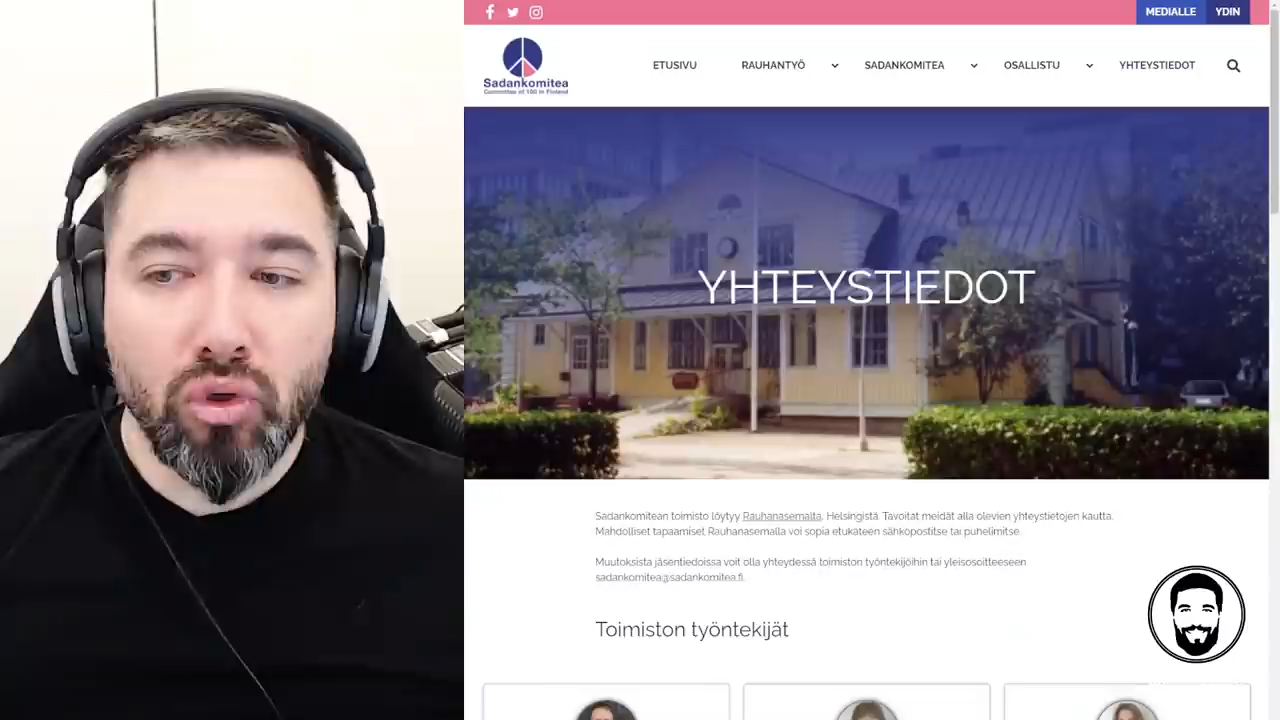 MEDIALLE YDIN
Sadankomitea
Committee of 100 in Finland
ETUSIVU RAUHANTYÖ SADANKOMITEA OSALLISTU YHTEYSTIEDOT
YHTEYSTIEDOT
Sadankomitean toimisto löytyy Rauhanasemalta, Helsingistä. Tavoitat meidät alla olevien yhteystietojen kautta.
Mahdolliset tapaamiset Rauhanasemalla voi sopia etukäteen sähköpostitse tai puhelimitse.
Muutoksista jäsentiedoissa voit olla yhteydessä toimiston työntekijöihin tai yleisosoitteeseen
sadankomitea@sadankomitea.fi.
Toimiston työntekijät